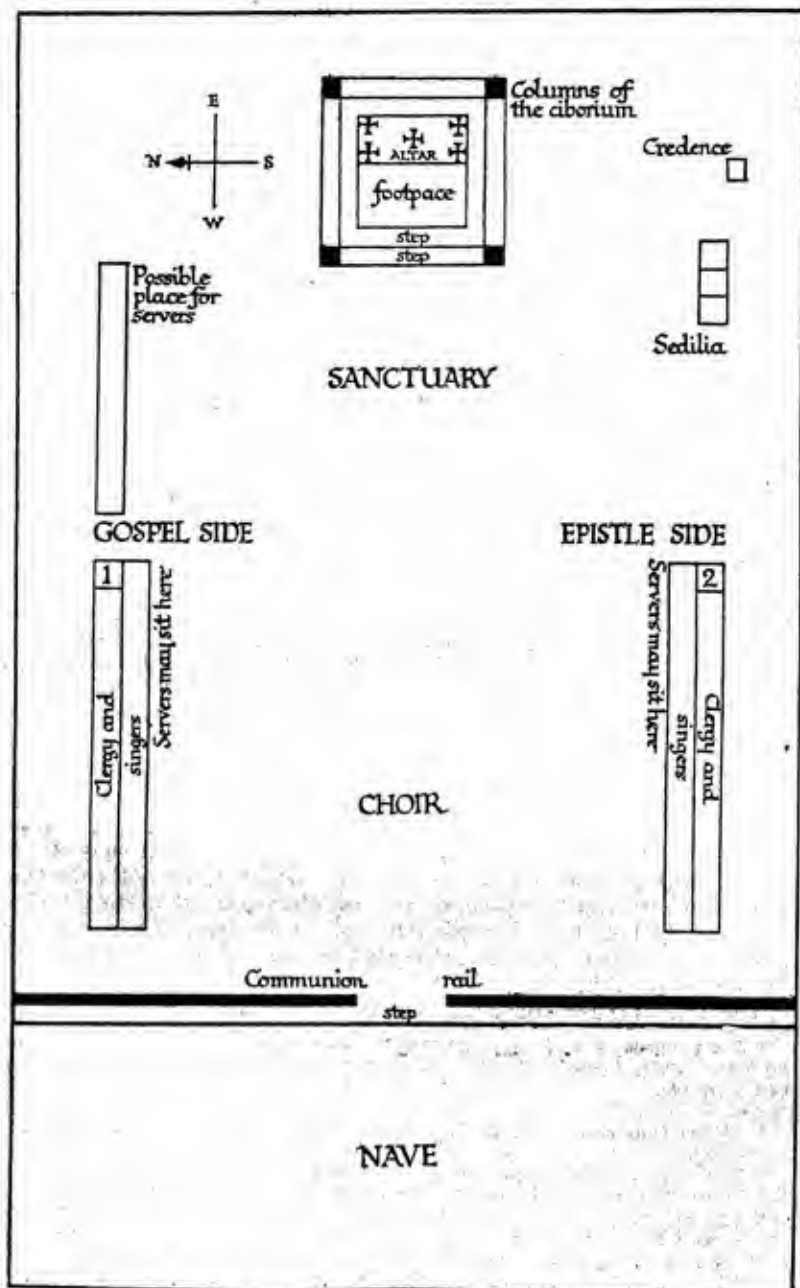 E
N
S
W
Columns of
the ciborium
ALTAR
footpace
step
step
Credence
Possible
place for
servers
Sedilia
SANCTUARY
GOSPEL SIDE
EPISTLE SIDE
1
Clergy and
singers
Servers may sit here
Servers may sit here
singers
2
Clergy and
CHOIR
Communion rail
step
NAVE